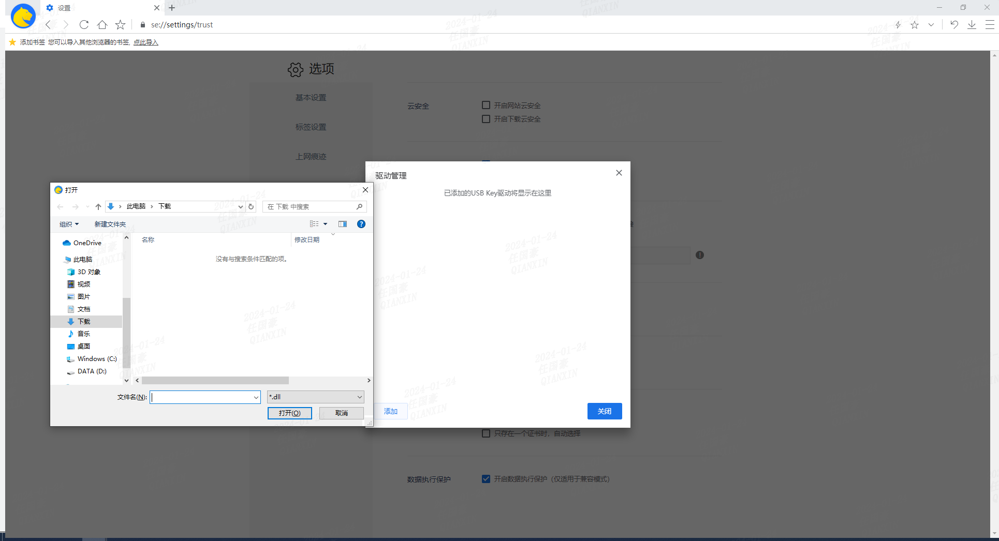 设置
se://settings/trust
添加书签 您可以导入其他浏览器的书签, 点此导入
选项
基本设置
标签设置
上网痕迹
云安全
开启网站云安全
开启下载云安全
驱动管理
已添加的USB Key驱动将显示在这里
添加
关闭
打开
此电脑 下载
在 下载 中搜索
组织 新建文件夹
名称 修改日期
没有与搜索条件匹配的项。
OneDrive
此电脑
3D 对象
视频
图片
文档
下载
音乐
桌面
Windows (C:)
DATA (D:)
文件名(N):
*.dll
打开(O) 取消
只存在一个证书时，自动选择
数据执行保护
开启数据执行保护（仅适用于兼容模式）
2024-01-24
任国豪
QIANXIN